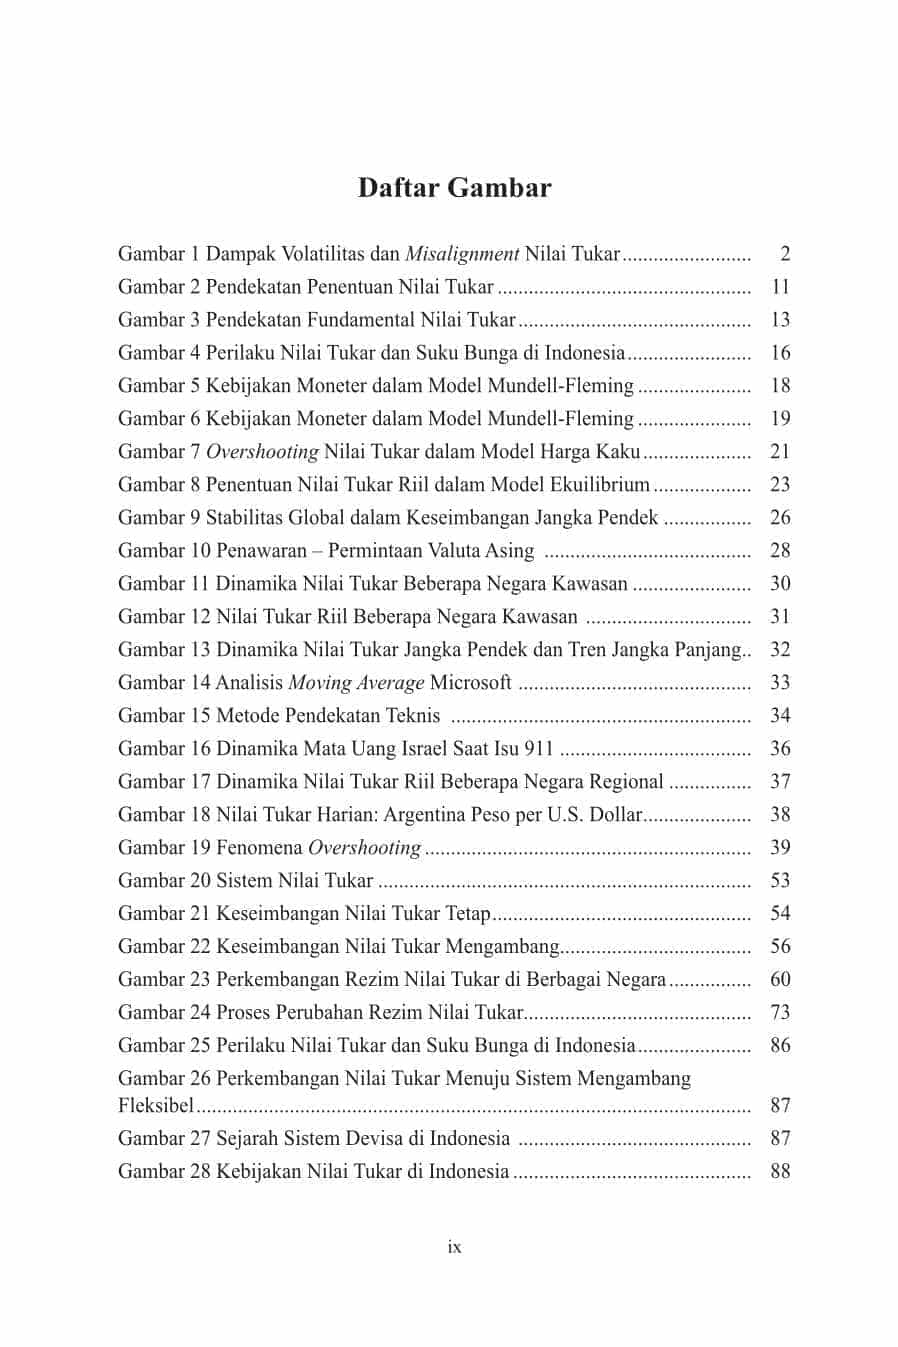 Daftar Gambar
Gambar 1 Dampak Volatilitas dan Misalignment Nilai Tukar......................... 2
Gambar 2 Pendekatan Penentuan Nilai Tukar ................................................. 11
Gambar 3 Pendekatan Fundamental Nilai Tukar ............................................. 13
Gambar 4 Perilaku Nilai Tukar dan Suku Bunga di Indonesia........................ 16
Gambar 5 Kebijakan Moneter dalam Model Mundell-Fleming ...................... 18
Gambar 6 Kebijakan Moneter dalam Model Mundell-Fleming ...................... 19
Gambar 7 Overshooting Nilai Tukar dalam Model Harga Kaku ..................... 21
Gambar 8 Penentuan Nilai Tukar Riil dalam Model Ekuilibrium ................... 23
Gambar 9 Stabilitas Global dalam Keseimbangan Jangka Pendek ................. 26
Gambar 10 Penawaran – Permintaan Valuta Asing ........................................ 28
Gambar 11 Dinamika Nilai Tukar Beberapa Negara Kawasan ....................... 30
Gambar 12 Nilai Tukar Riil Beberapa Negara Kawasan ................................ 31
Gambar 13 Dinamika Nilai Tukar Jangka Pendek dan Tren Jangka Panjang.. 32
Gambar 14 Analisis Moving Average Microsoft ............................................. 33
Gambar 15 Metode Pendekatan Teknis .......................................................... 34
Gambar 16 Dinamika Mata Uang Israel Saat Isu 911 ..................................... 36
Gambar 17 Dinamika Nilai Tukar Riil Beberapa Negara Regional ................ 37
Gambar 18 Nilai Tukar Harian: Argentina Peso per U.S. Dollar..................... 38
Gambar 19 Fenomena Overshooting ............................................................... 39
Gambar 20 Sistem Nilai Tukar ........................................................................ 53
Gambar 21 Keseimbangan Nilai Tukar Tetap.................................................. 54
Gambar 22 Keseimbangan Nilai Tukar Mengambang..................................... 56
Gambar 23 Perkembangan Rezim Nilai Tukar di Berbagai Negara ................ 60
Gambar 24 Proses Perubahan Rezim Nilai Tukar............................................ 73
Gambar 25 Perilaku Nilai Tukar dan Suku Bunga di Indonesia...................... 86
Gambar 26 Perkembangan Nilai Tukar Menuju Sistem Mengambang
Fleksibel........................................................................................................... 87
Gambar 27 Sejarah Sistem Devisa di Indonesia ............................................. 87
Gambar 28 Kebijakan Nilai Tukar di Indonesia .............................................. 88
ix